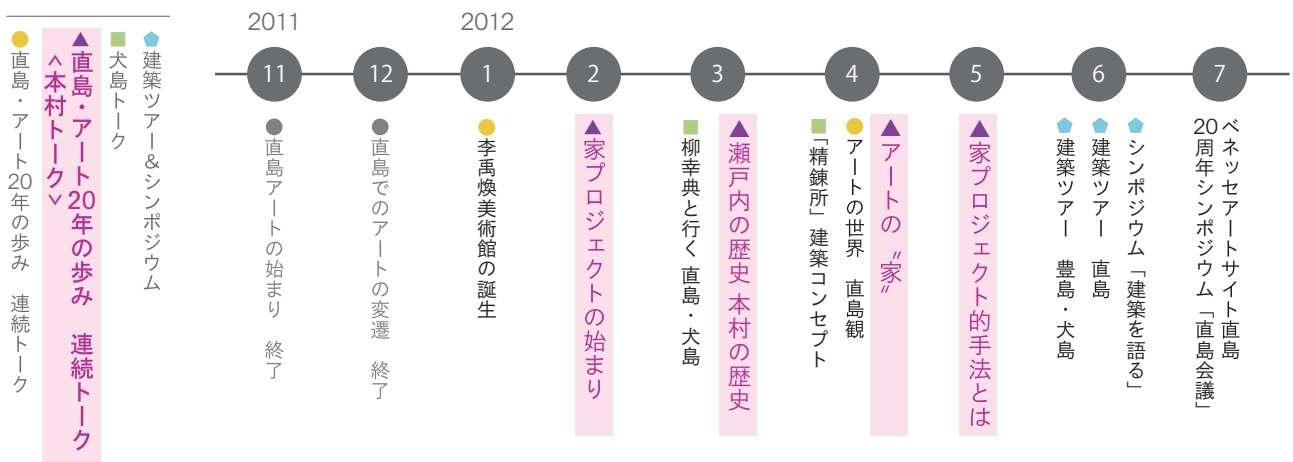 建築ツアー＆シンポジウム
犬島トーク
直島・アート20年の歩み　連続トーク
＜本村トーク＞
直島・アート20年の歩み　連続トーク
2011
2012
11
12
1
2
3
4
5
6
7
直島アートの始まり　終了
直島でのアートの変遷　終了
李禹煥美術館の誕生
家プロジェクトの始まり
瀬戸内の歴史 本村の歴史
柳幸典と行く 直島・犬島
アートの〝家〟
アートの世界　直島観
「精錬所」建築コンセプト
家プロジェクト的手法とは
シンポジウム「建築を語る」
建築ツアー　直島
建築ツアー　豊島・犬島
ベネッセアートサイト直島
20周年シンポジウム「直島会議」